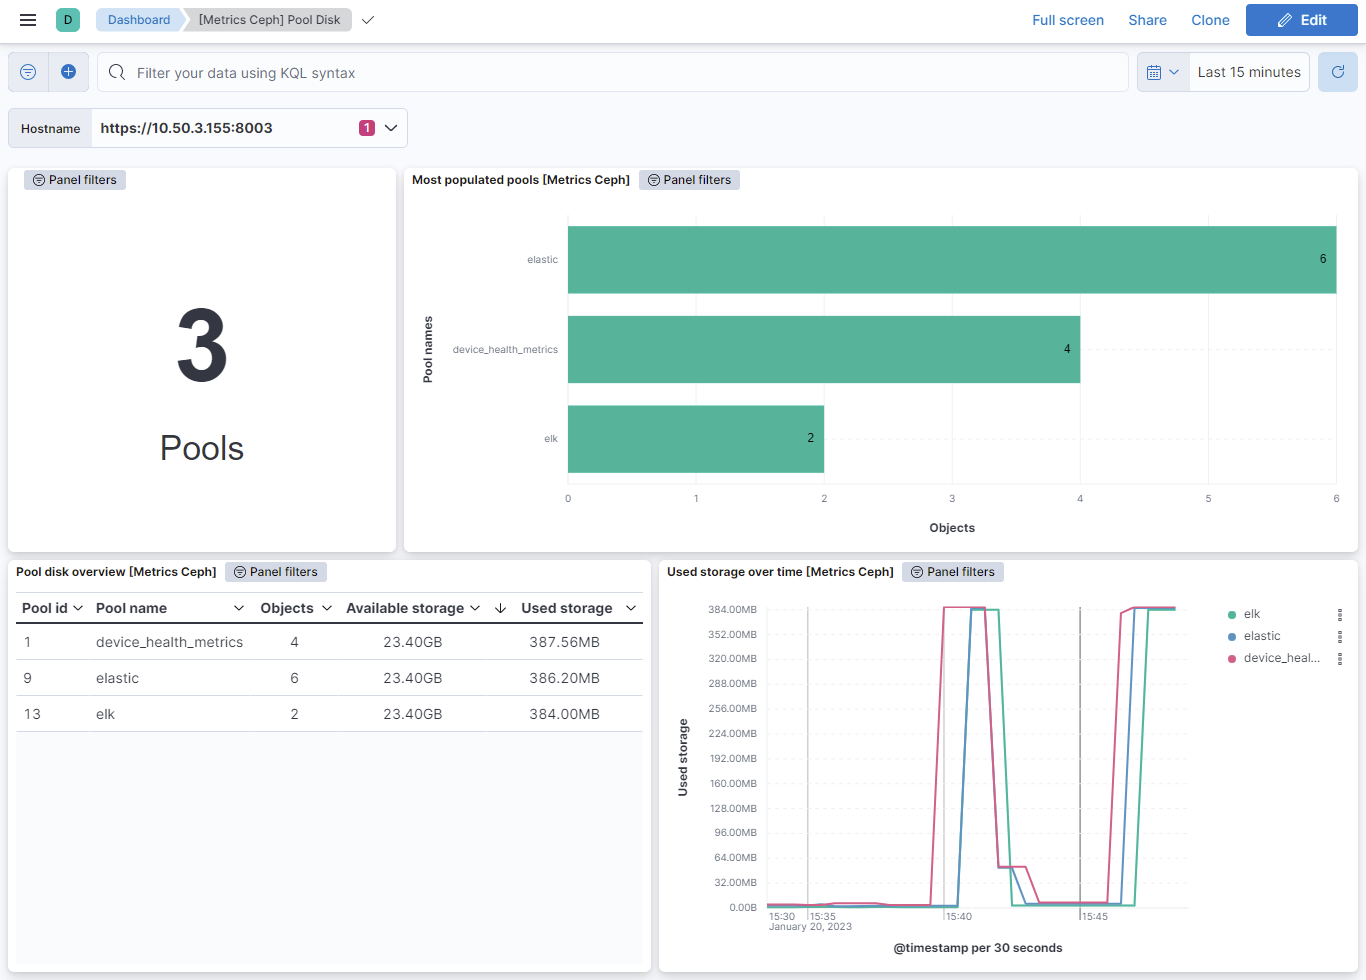 D Dashboard [Metrics Ceph] Pool Disk Full screen Share Clone Edit
Filter your data using KQL syntax Last 15 minutes
Hostname https://10.50.3.155:8003 1
Panel filters
3
Pools
Most populated pools [Metrics Ceph] Panel filters
Pool names
elastic 6
device_health_metrics 4
elk 2
0 1 2 3 4 5 6
Objects
Pool disk overview [Metrics Ceph] Panel filters
Pool id Pool name Objects Available storage Used storage
1 device_health_metrics 4 23.40GB 387.56MB
9 elastic 6 23.40GB 386.20MB
13 elk 2 23.40GB 384.00MB
Used storage over time [Metrics Ceph] Panel filters
Used storage
384.00MB
352.00MB
320.00MB
288.00MB
256.00MB
224.00MB
192.00MB
160.00MB
128.00MB
96.00MB
64.00MB
32.00MB
0.00B
15:30 15:35 15:40 15:45
January 20, 2023
@timestamp per 30 seconds
elk
elastic
device_heal...